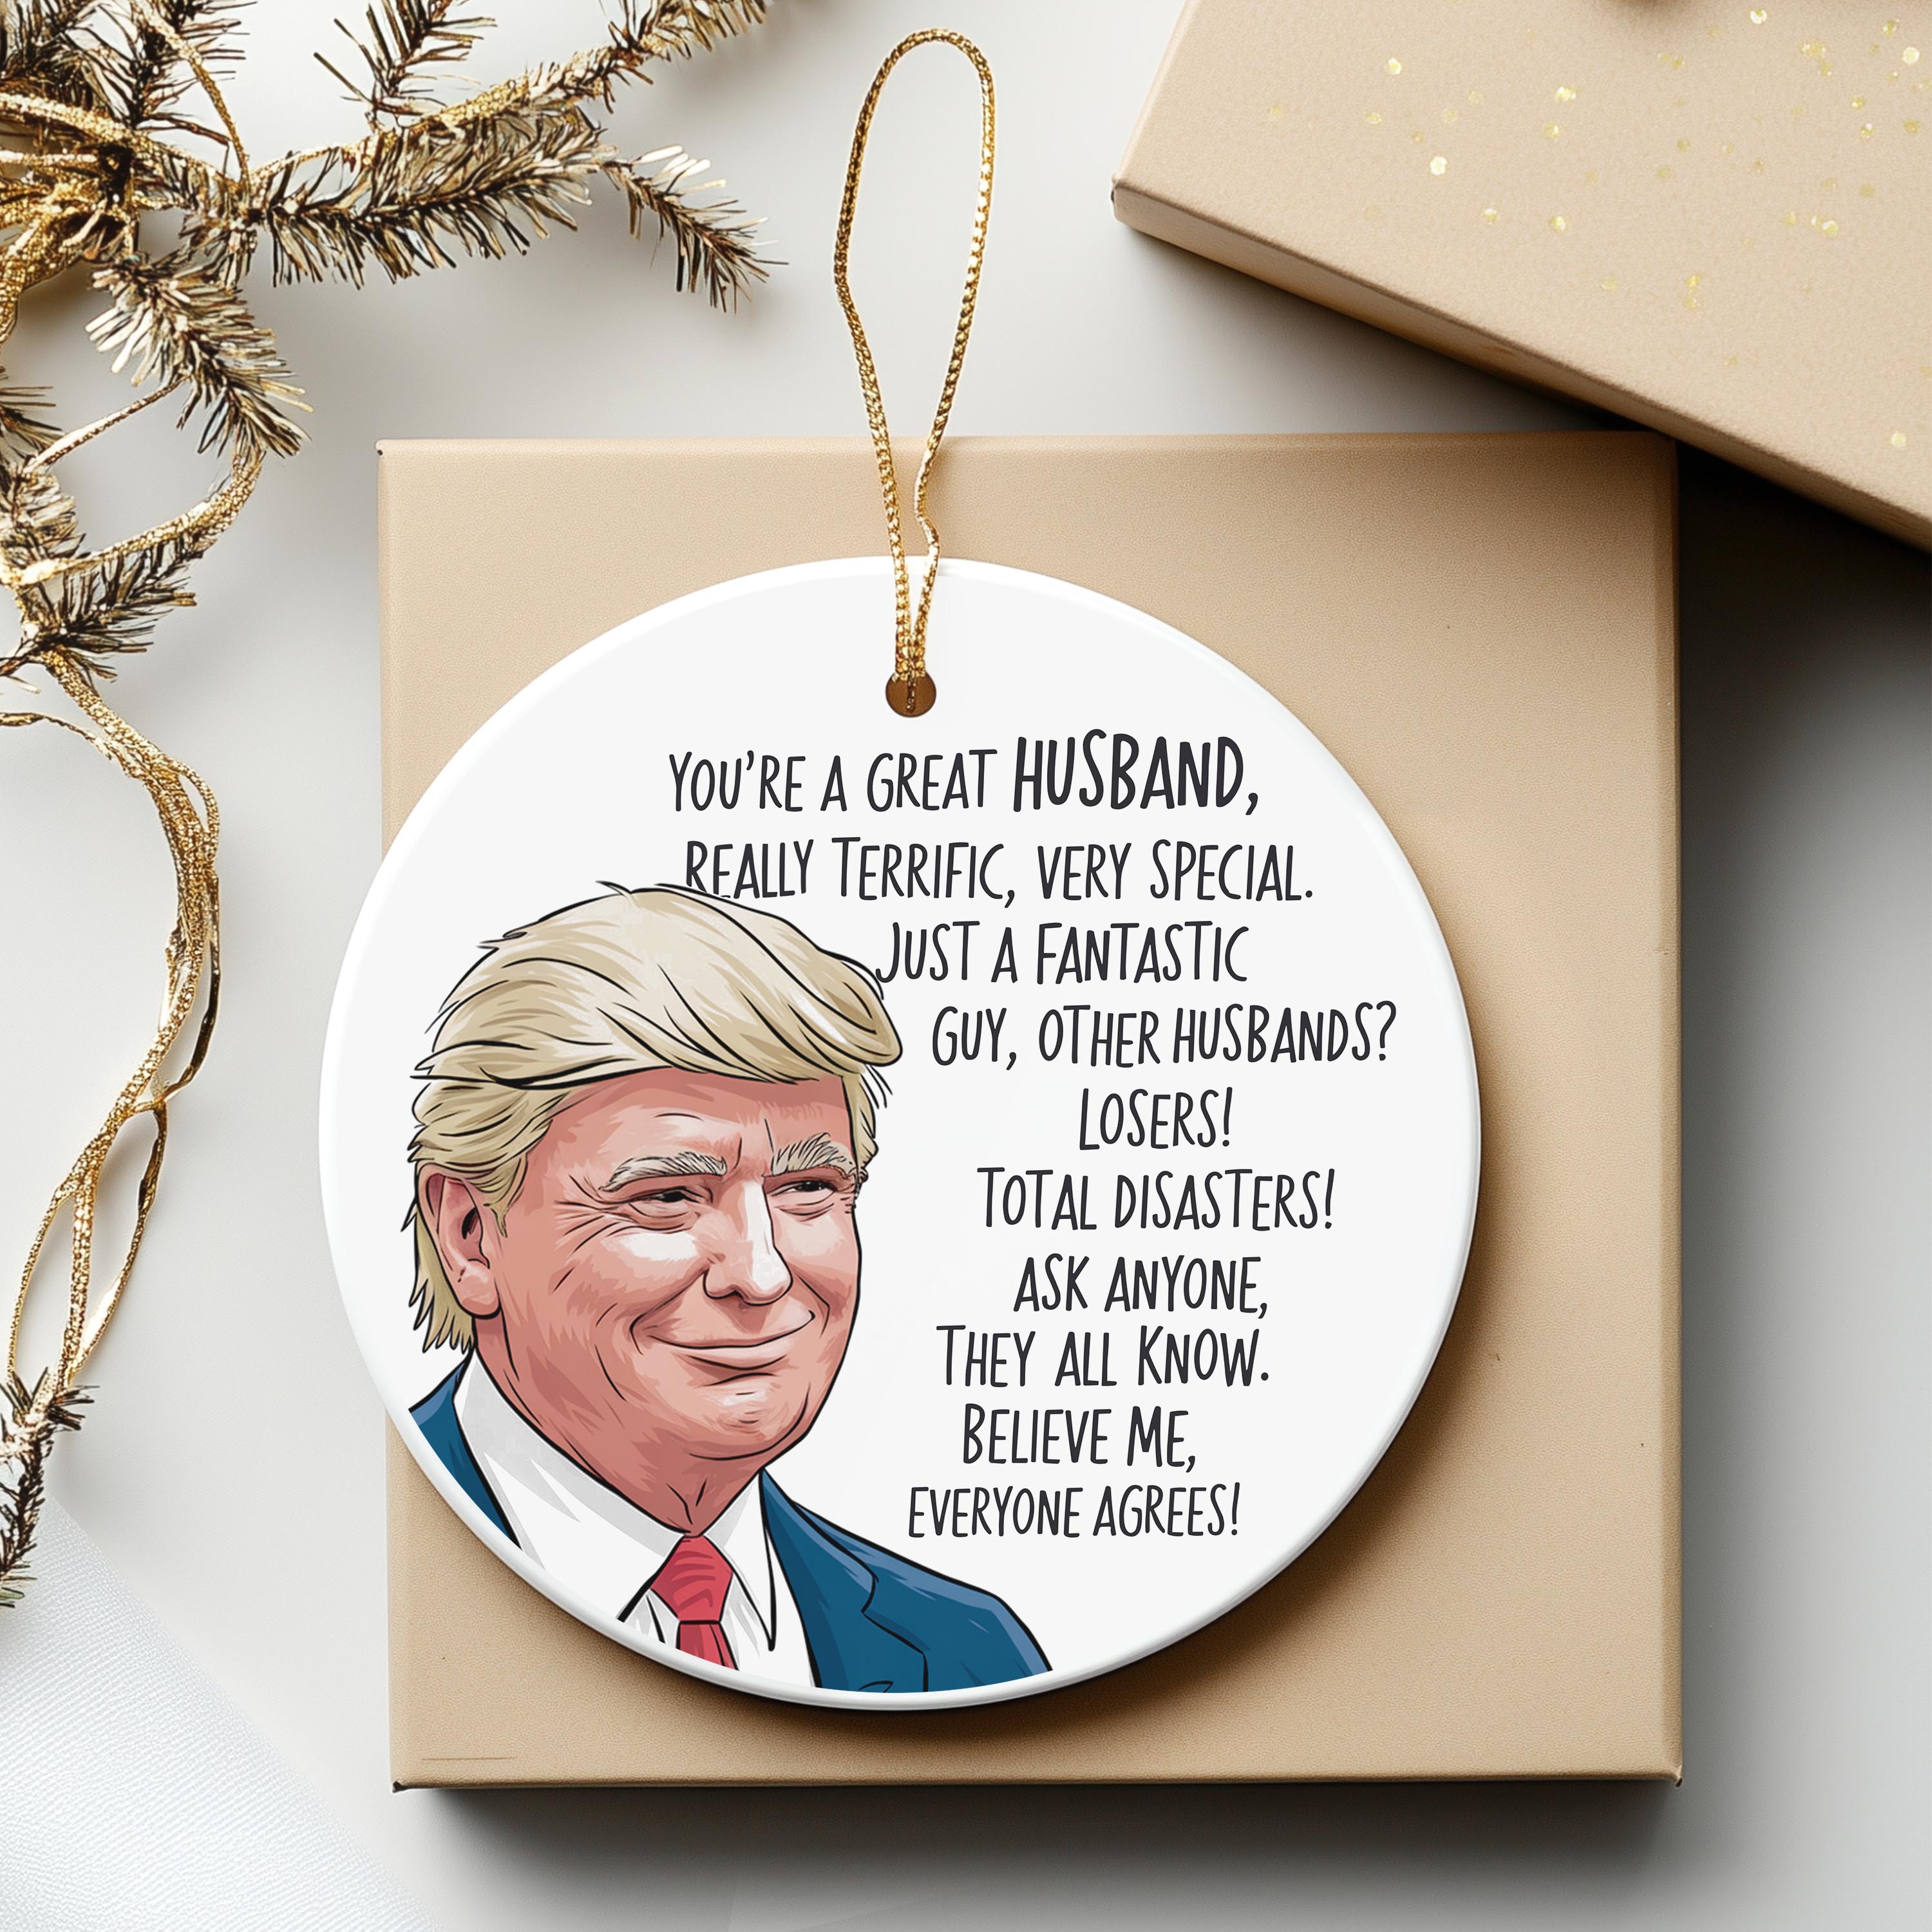 YOU'RE A GREAT HUSBAND,
REALLY TERRIFIC, VERY SPECIAL.
JUST A FANTASTIC
GUY, OTHER HUSBANDS?
LOSERS!
TOTAL DISASTERS!
ASK ANYONE,
THEY ALL KNOW.
BELIEVE ME,
EVERYONE AGREES!